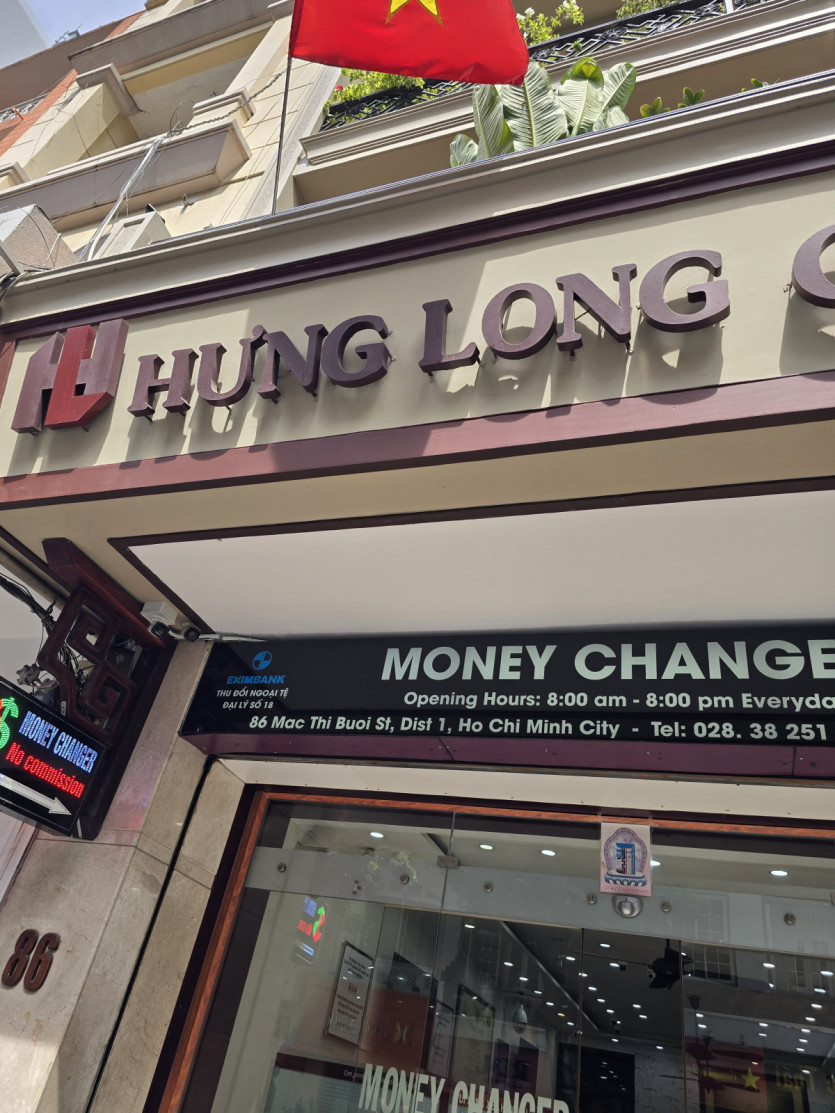 HL HƯNG LONG
MONEY CHANGE
Opening Hours: 8:00 am - 8:00 pm Everyda
86 Mac Thi Buoi St, Dist 1, Ho Chi Minh City - Tel: 028. 38 251
EXIMBANK
THU ĐỔI NGOẠI TỆ
ĐẠI LÝ SỐ 18
$ MONEY CHANGER
No commission
86
MONEY CHANGER